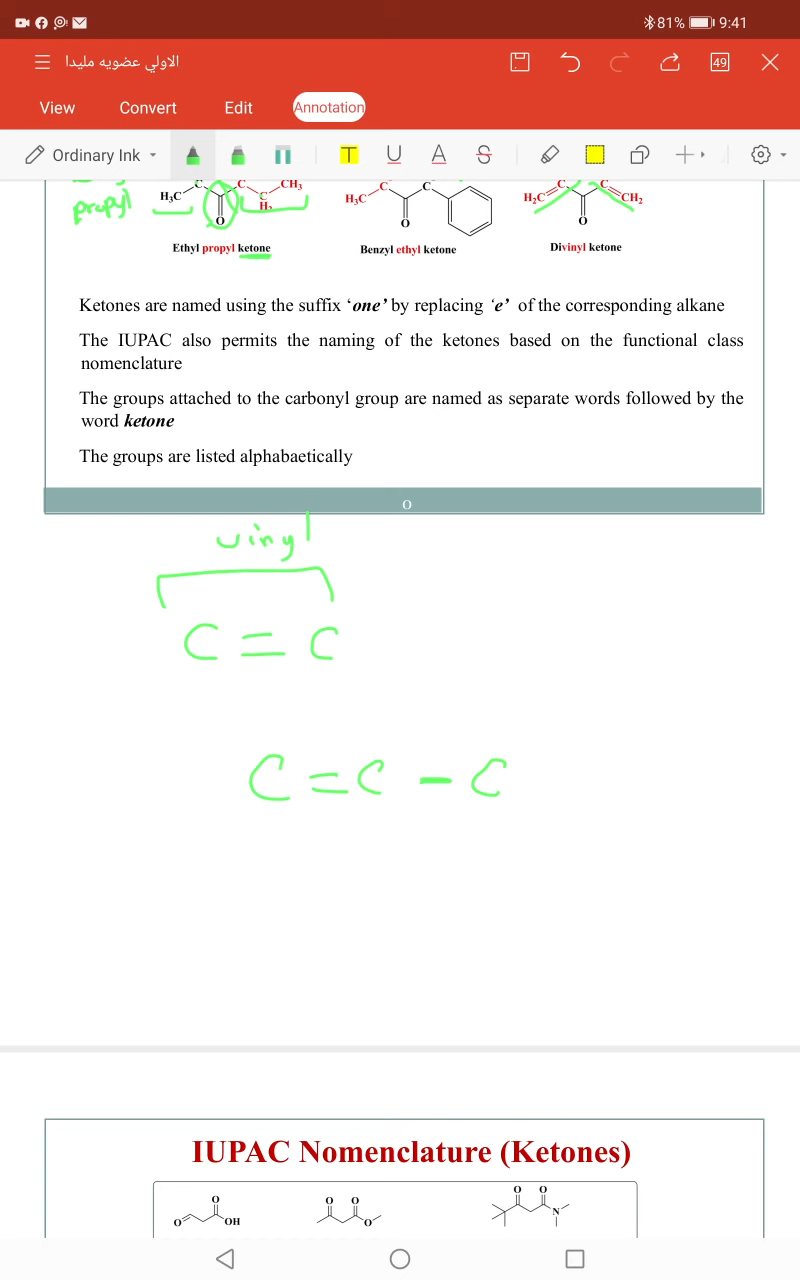 81% 9:41
الاولي عضويه مليدا 49
View Convert Edit Annotation
Ordinary Ink T U A S
propyl H₃C C C CH₃ H₃C C C H₂C C C CH₂
C
H₂
O O O
Ethyl propyl ketone Benzyl ethyl ketone Divinyl ketone
Ketones are named using the suffix ‘one’ by replacing ‘e’ of the corresponding alkane
The IUPAC also permits the naming of the ketones based on the functional class
nomenclature
The groups attached to the carbonyl group are named as separate words followed by the
word ketone
The groups are listed alphabaetically
O
vinyl
C = C
C = C - C
IUPAC Nomenclature (Ketones)
O O O O O
O OH O N